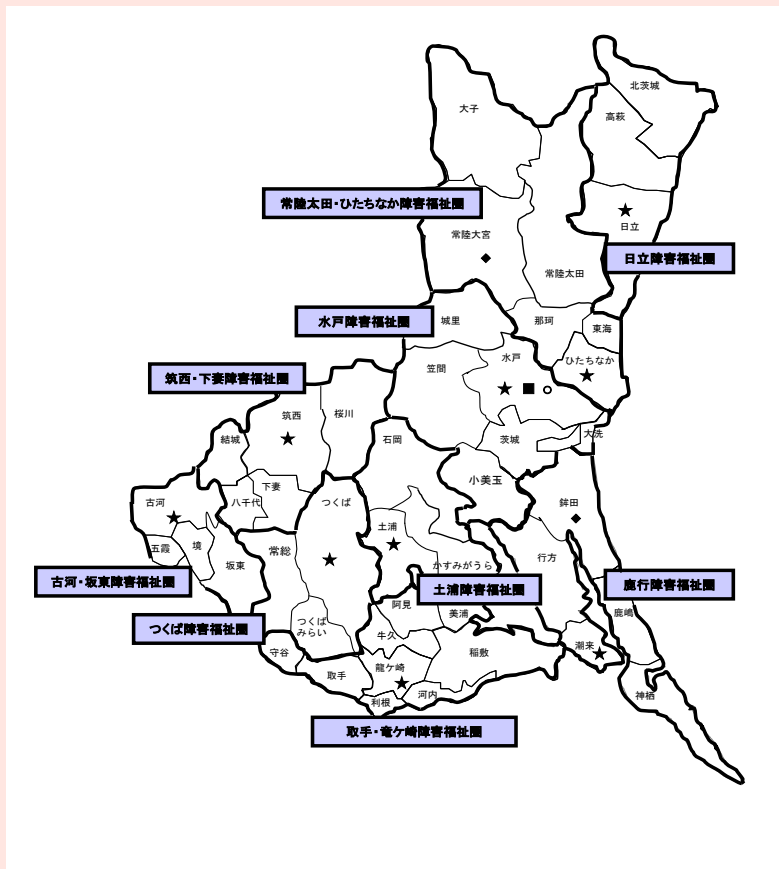 北茨城
大子
高萩
常陸太田・ひたちなか障害福祉圏
日立
常陸大宮
日立障害福祉圏
常陸太田
水戸障害福祉圏
城里
那珂
東海
水戸
ひたちなか
笠間
筑西・下妻障害福祉圏
筑西
桜川
結城
石岡
茨城
大洗
小美玉
下妻
古河
八千代
つくば
鉾田
土浦
五霞
境
坂東
常総
かすみがうら
行方
古河・坂東障害福祉圏
土浦障害福祉圏
鹿行障害福祉圏
阿見
美浦
鹿嶋
つくば障害福祉圏
つくば
みらい
牛久
守谷
稲敷
潮来
取手
龍ケ崎
利根
河内
神栖
取手・竜ケ崎障害福祉圏